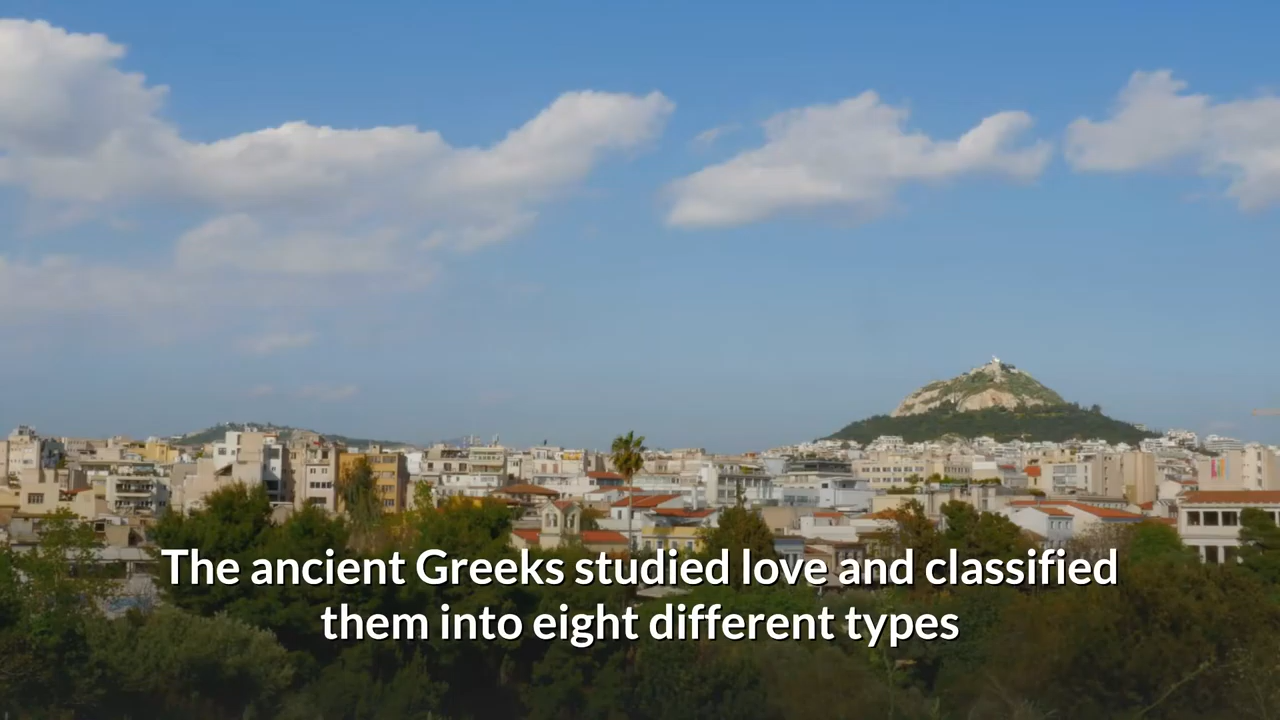 The ancient Greeks studied love and classified
them into eight different types